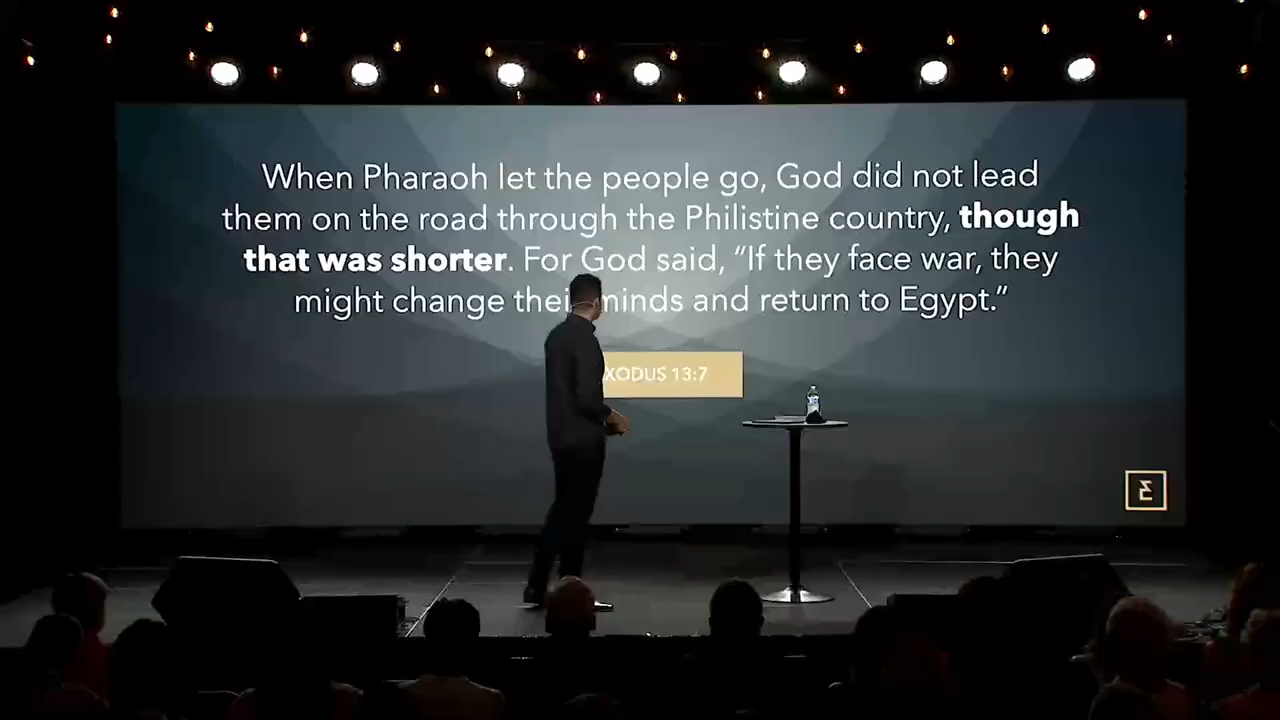 When Pharaoh let the people go, God did not lead
them on the road through the Philistine country, though
that was shorter. For God said, “If they face war, they
might change thei minds and return to Egypt.”
XODUS 13:7